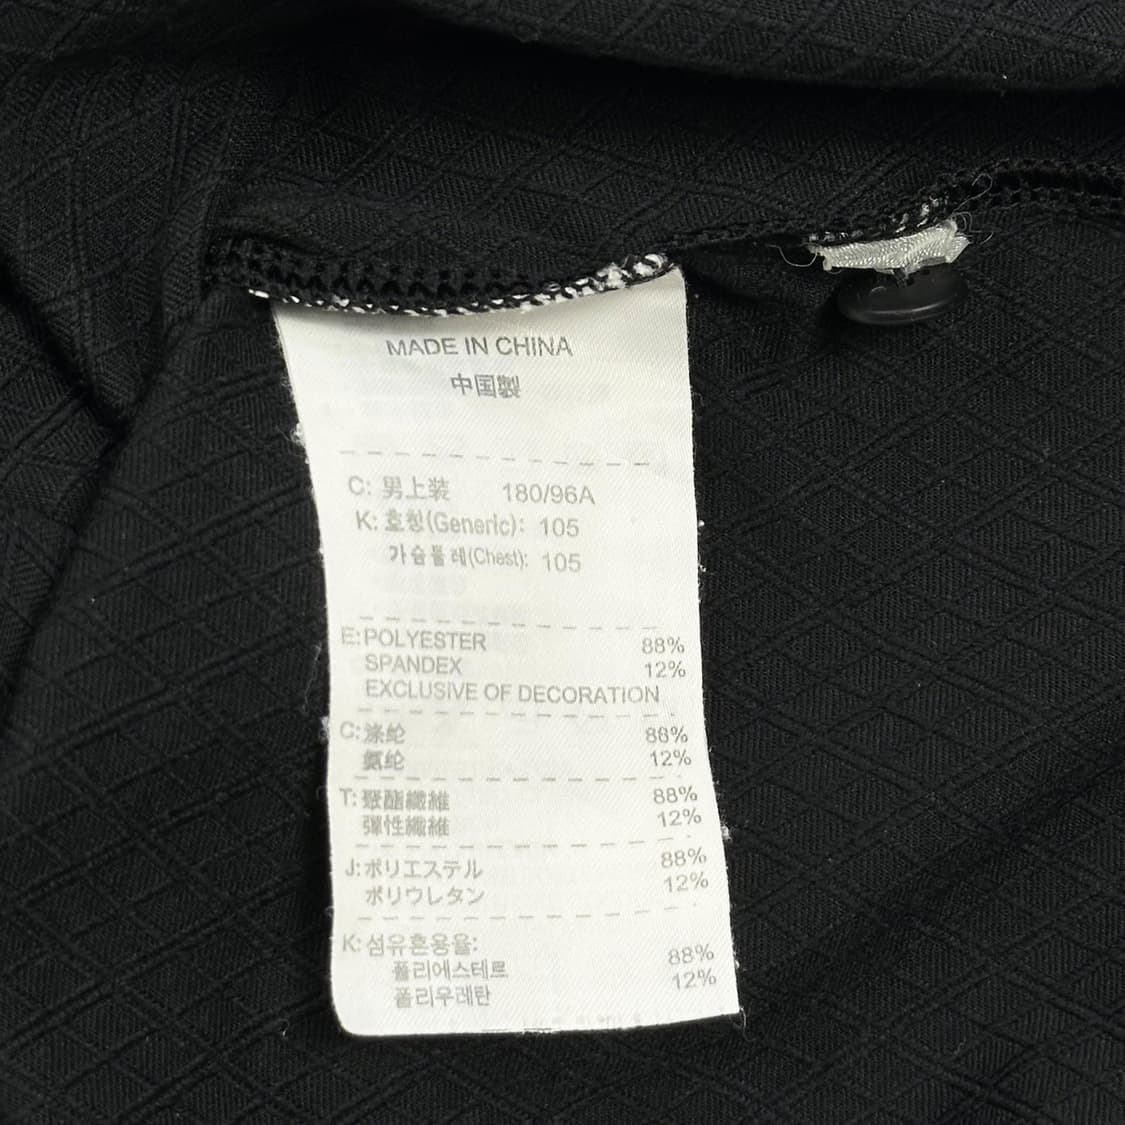 MADE IN CHINA
中国製
C: 男上装 180/96A
K: 호칭(Generic): 105
가슴둘레(Chest): 105
E: POLYESTER 88%
SPANDEX 12%
EXCLUSIVE OF DECORATION
C: 涤纶 88%
氨纶 12%
T: 聚酯纖維 88%
彈性纖維 12%
J: ポリエステル 88%
ポリウレタン 12%
K: 섬유혼용율:
폴리에스테르 88%
폴리우레탄 12%